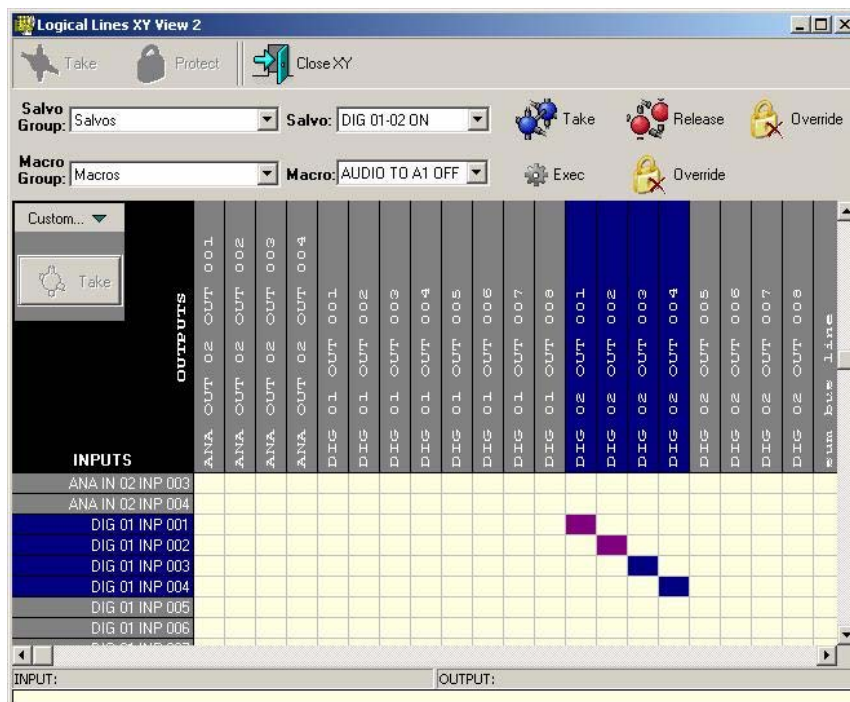 Logical Lines XY View 2
Take Protect Close XY
Salvo Group: Salvos Salvo: DIG 01-02 ON Take Release Override
Macro Group: Macros Macro: AUDIO TO A1 OFF Exec Override
Custom...
Take
OUTPUTS
INPUTS
ANA OUT 02 OUT 001
ANA OUT 02 OUT 002
ANA OUT 02 OUT 003
ANA OUT 02 OUT 004
DIG 01 OUT 001
DIG 01 OUT 002
DIG 01 OUT 003
DIG 01 OUT 004
DIG 01 OUT 005
DIG 01 OUT 006
DIG 01 OUT 007
DIG 01 OUT 008
DIG 02 OUT 001
DIG 02 OUT 002
DIG 02 OUT 003
DIG 02 OUT 004
DIG 02 OUT 005
DIG 02 OUT 006
DIG 02 OUT 007
DIG 02 OUT 008
sum bus line
ANA IN 02 INP 003
ANA IN 02 INP 004
DIG 01 INP 001
DIG 01 INP 002
DIG 01 INP 003
DIG 01 INP 004
DIG 01 INP 005
DIG 01 INP 006
INPUT: OUTPUT: